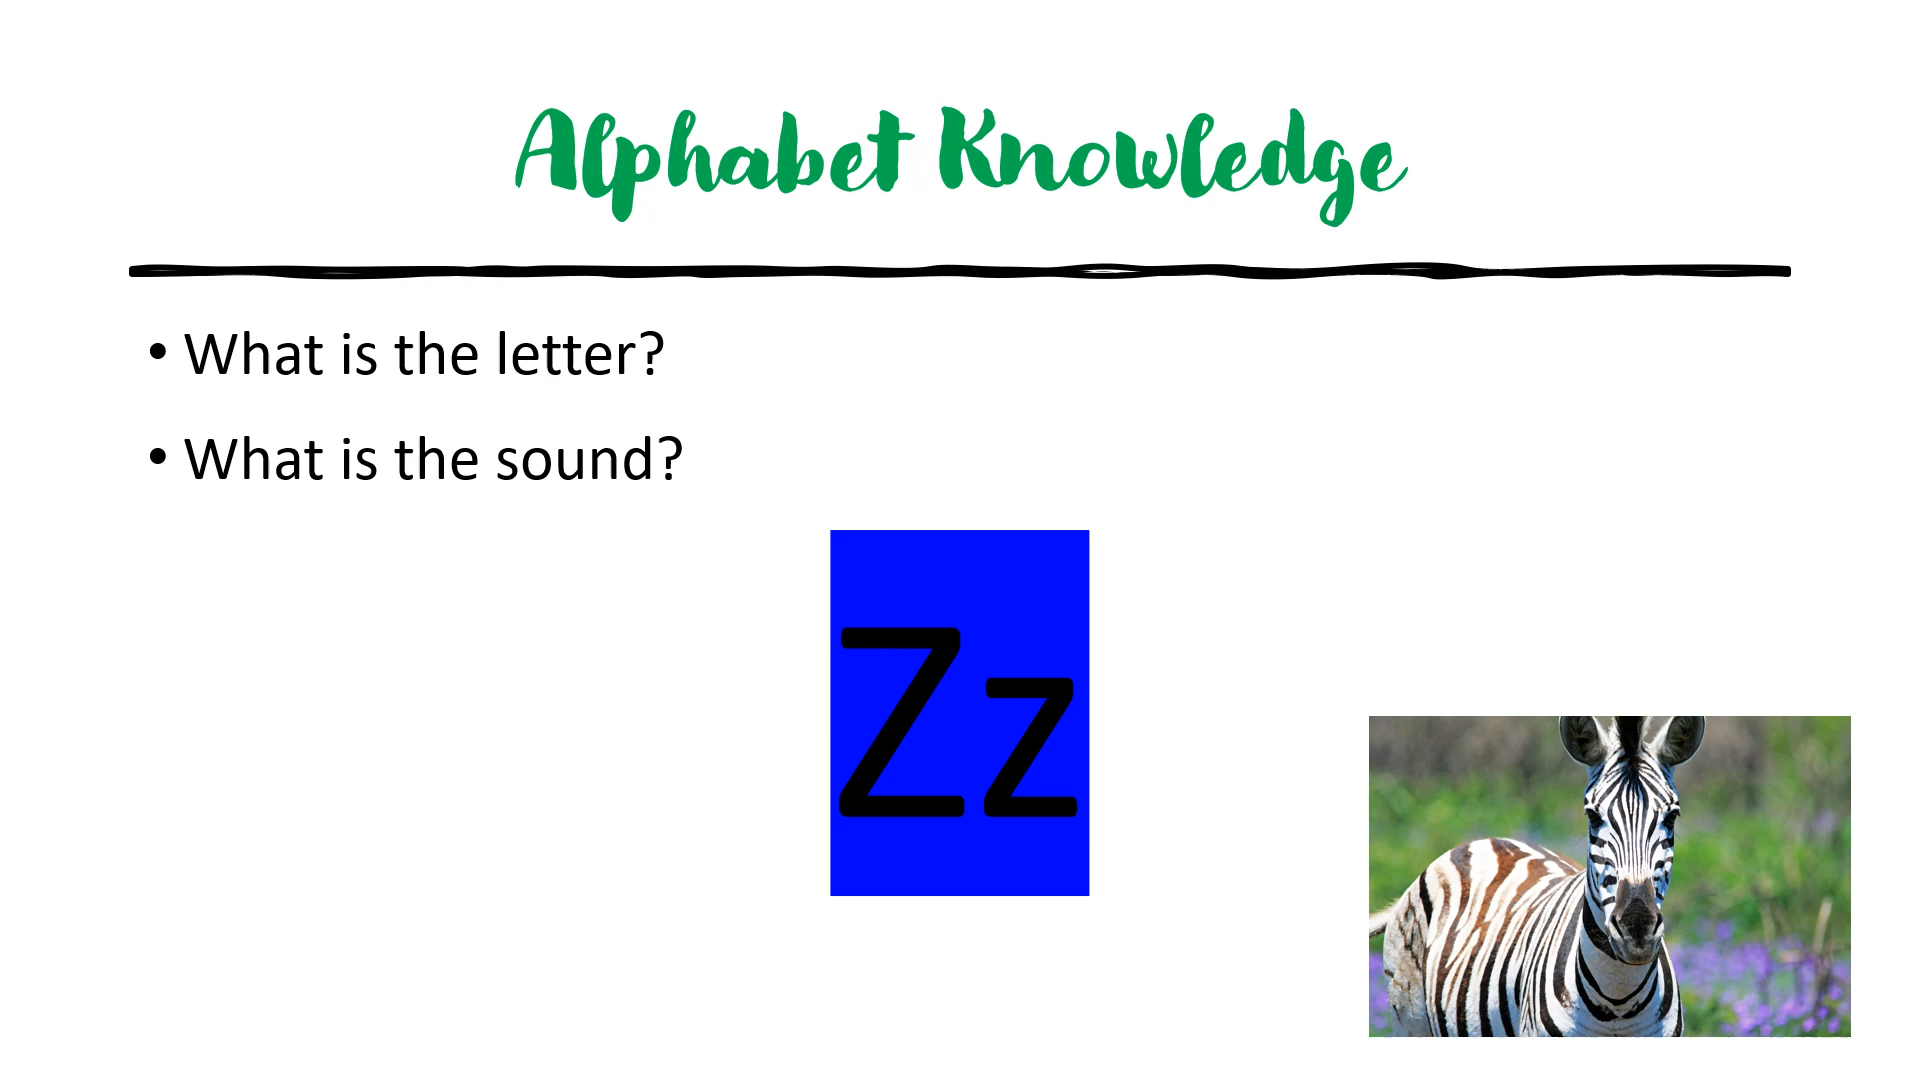 Alphabet Knowledge
• What is the letter?
• What is the sound?
Zz